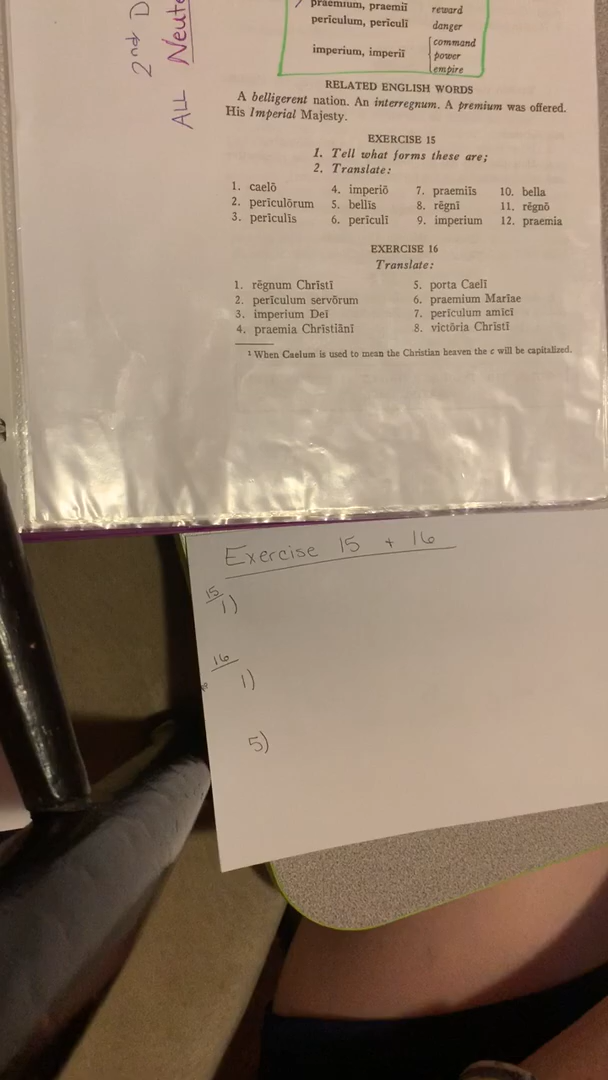 2nd D
ALL Neute
praemium, praemiī reward
perīculum, perīculī danger
imperium, imperiī command
power
empire
RELATED ENGLISH WORDS
A belligerent nation. An interregnum. A premium was offered.
His Imperial Majesty.
EXERCISE 15
1. Tell what forms these are;
2. Translate:
1. caelō 4. imperiō 7. praemiīs 10. bella
2. perīculōrum 5. bellīs 8. rēgnī 11. rēgnō
3. perīculīs 6. perīculī 9. imperium 12. praemia
EXERCISE 16
Translate:
1. rēgnum Chrīstī 5. porta Caelī
2. perīculum servōrum 6. praemium Marīae
3. imperium Deī 7. perīculum amīcī
4. praemia Chrīstiānī 8. victōria Chrīstī
1 When Caelum is used to mean the Christian heaven the c will be capitalized.
Exercise 15 + 16
15/1)
16
1)
5)